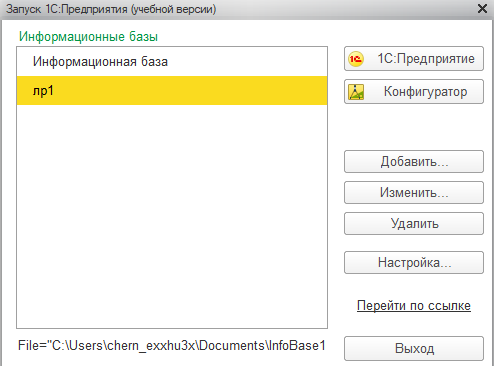 Запуск 1С:Предприятия (учебной версии)
Информационные базы
Информационная база
лр1
1С:Предприятие
Конфигуратор
Добавить...
Изменить...
Удалить
Настройка...
Перейти по ссылке
File="C:\Users\chern_exxhu3x\Documents\InfoBase1
Выход